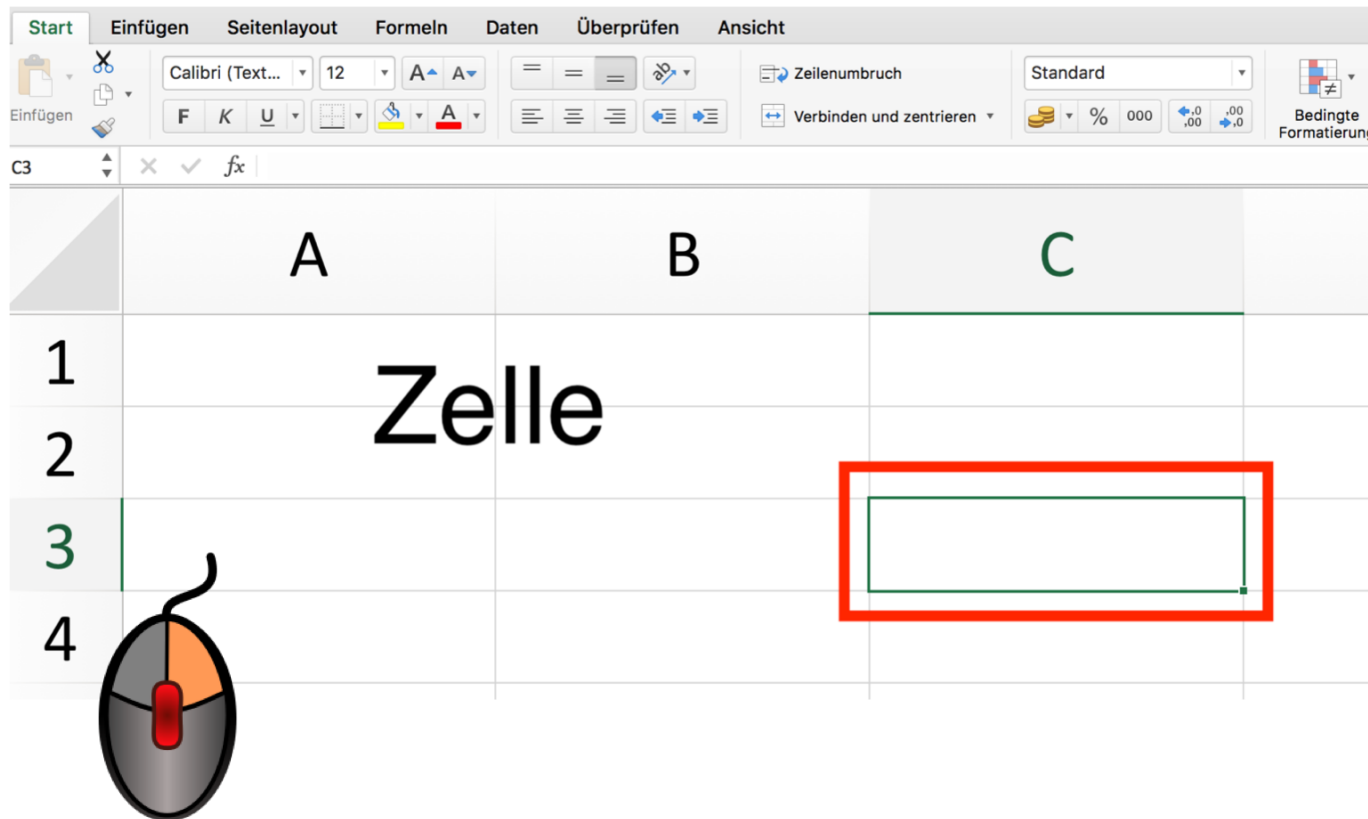 Start Einfügen Seitenlayout Formeln Daten Überprüfen Ansicht
Calibri (Text... 12 A A Zeilenumbruch Standard
Einfügen F K U A Verbinden und zentrieren % 000 ,0 ,00 ,00 ,0 Bedingte
Formatierung
C3 fx
A B C
1
Zelle
2
3
4